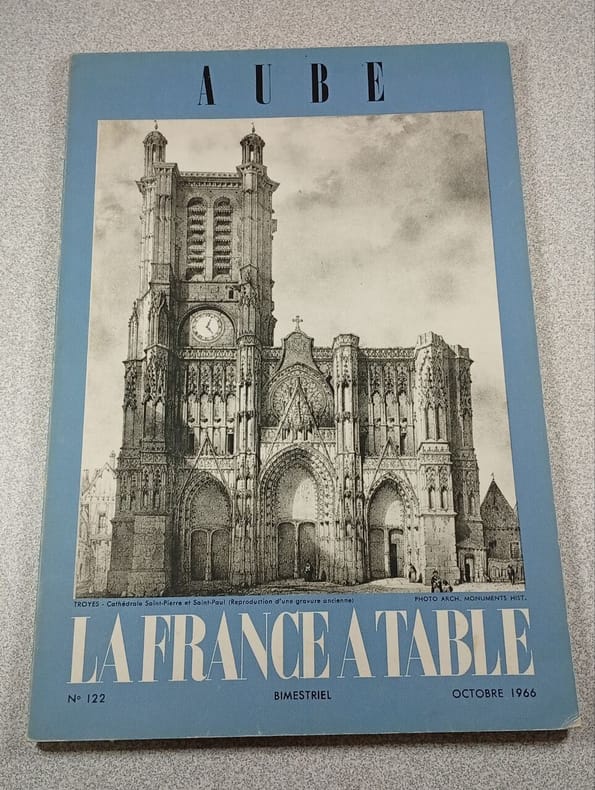 AUBE
TROYES - Cathédrale Saint-Pierre et Saint-Paul (Reproduction d'une gravure ancienne)
PHOTO ARCH. MONUMENTS HIST.
LA FRANCE A TABLE
Nº 122
BIMESTRIEL
OCTOBRE 1966